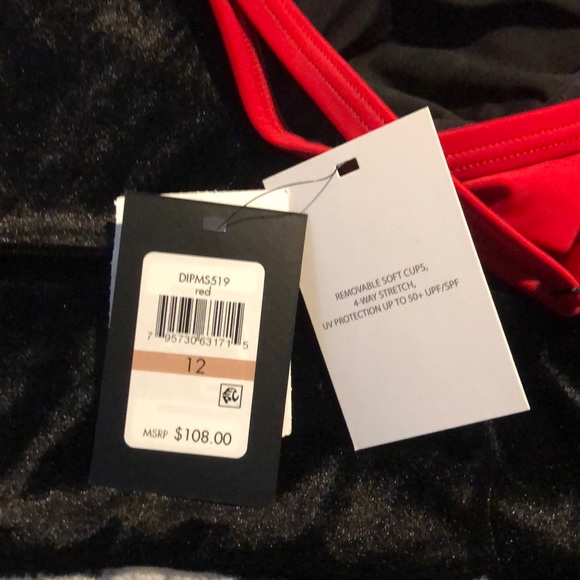 DIPMS519
red
7 95730 63171 5
12
MSRP $108.00
REMOVABLE SOFT CUPS,
4-WAY STRETCH,
UV PROTECTION UP TO 50+ UPF/SPF